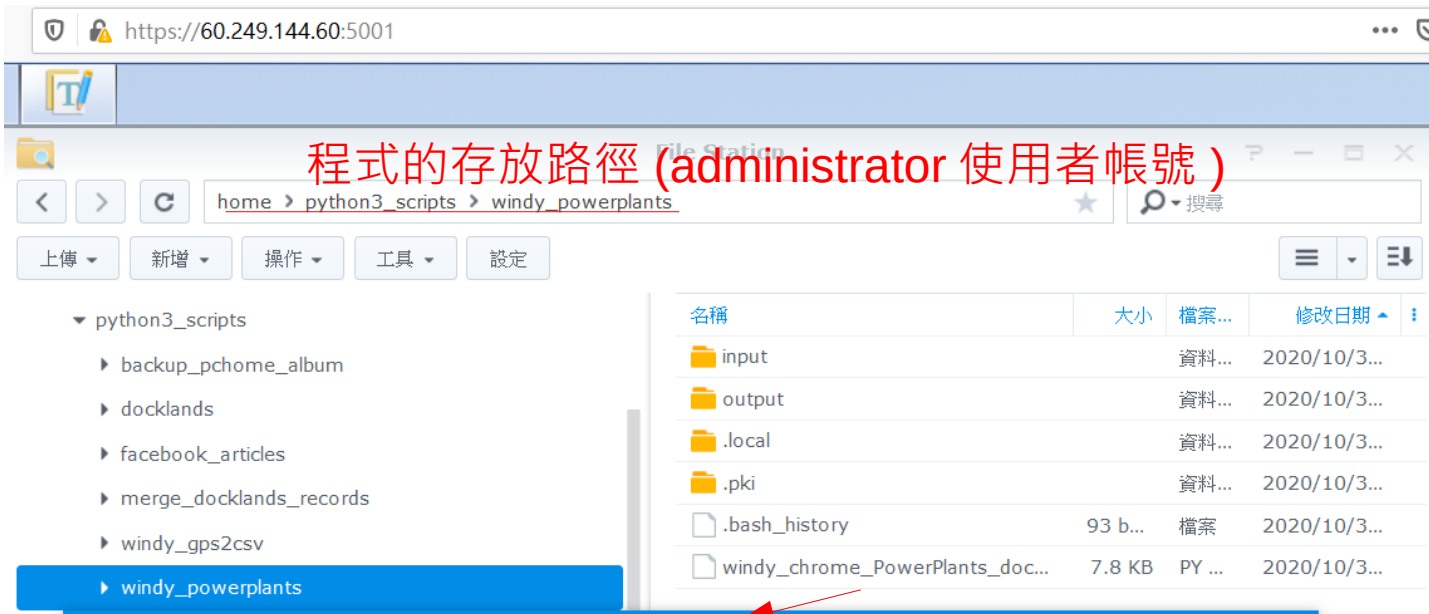 https://60.249.144.60:5001
File Station
程式的存放路徑 (administrator 使用者帳號 )
home > python3_scripts > windy_powerplants
搜尋
上傳 新增 操作 工具 設定
python3_scripts
backup_pchome_album
docklands
facebook_articles
merge_docklands_records
windy_gps2csv
windy_powerplants
名稱 大小 檔案... 修改日期
input 資料... 2020/10/3...
output 資料... 2020/10/3...
.local 資料... 2020/10/3...
.pki 資料... 2020/10/3...
.bash_history 93 b... 檔案 2020/10/3...
windy_chrome_PowerPlants_doc... 7.8 KB PY ... 2020/10/3...